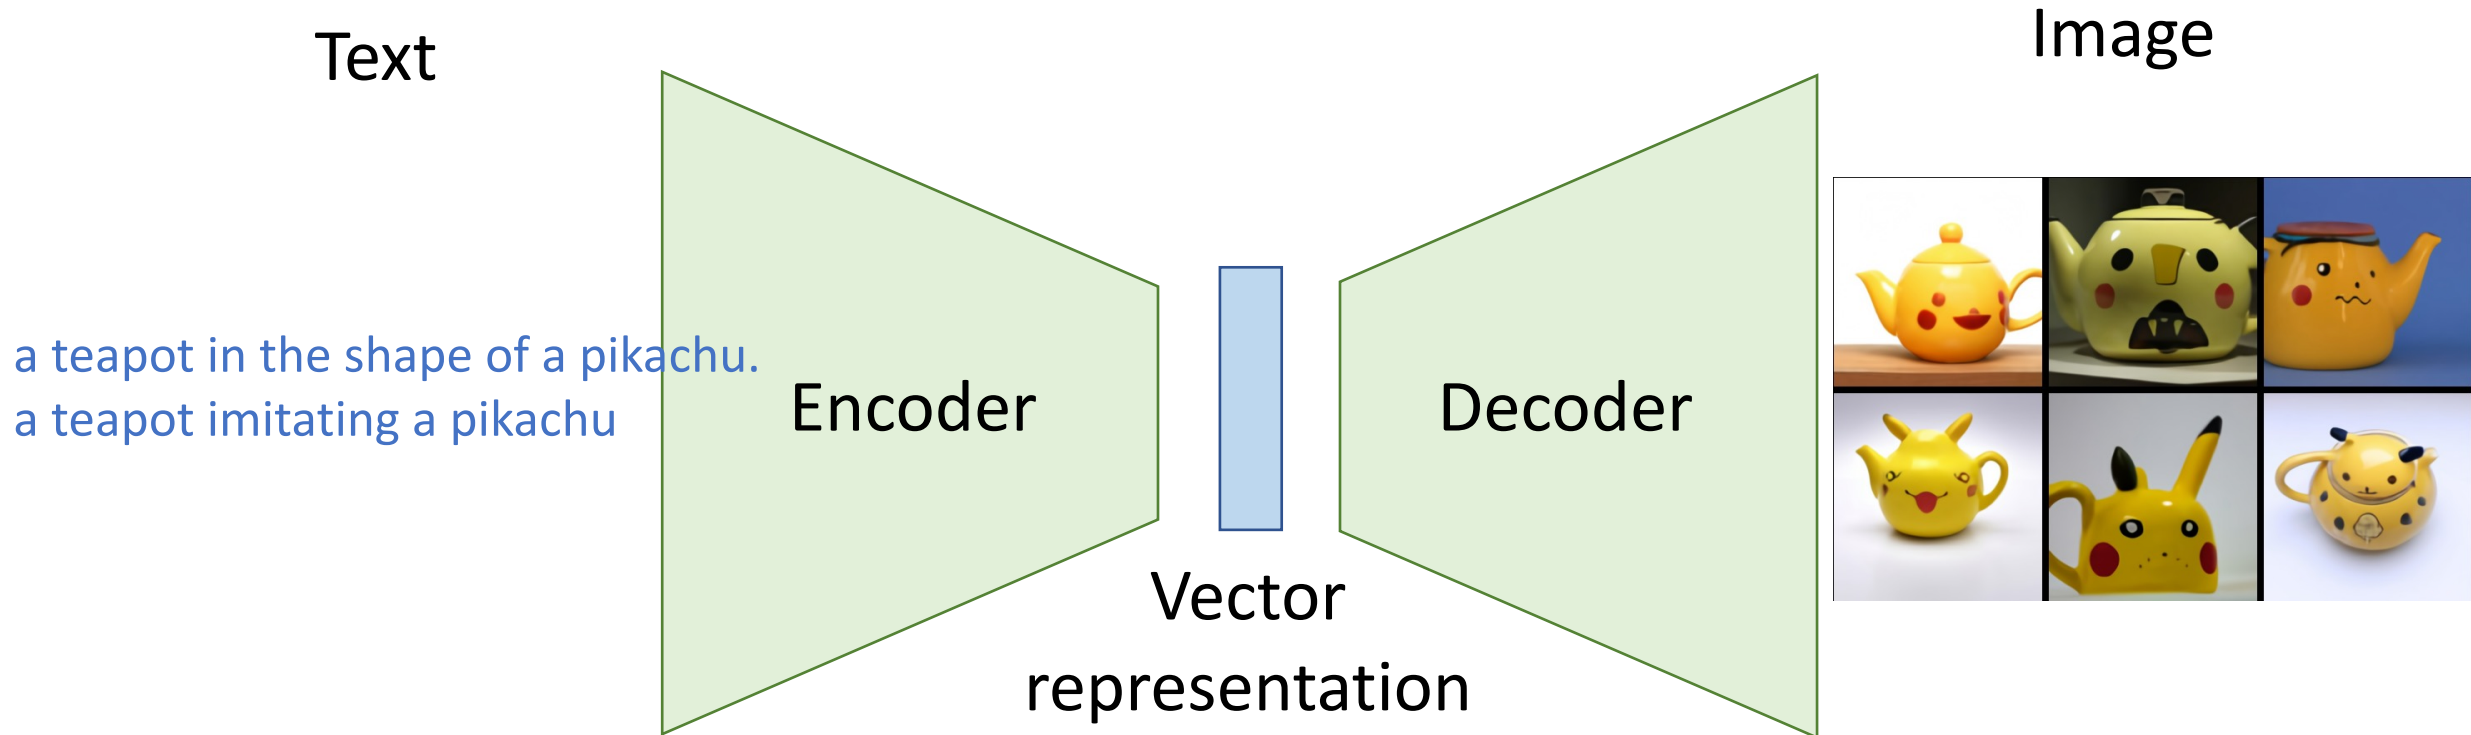 Text
Image
a teapot in the shape of a pikachu.
a teapot imitating a pikachu
Encoder
Decoder
Vector
representation